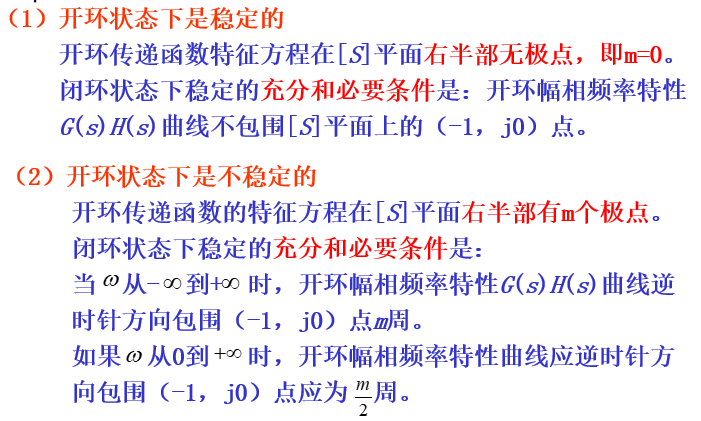 （1）开环状态下是稳定的
开环传递函数特征方程在[S]平面右半部无极点，即m=0。
闭环状态下稳定的充分和必要条件是：开环幅相频率特性
G(s)H(s)曲线不包围[S]平面上的（-1，j0）点。
（2）开环状态下是不稳定的
开环传递函数的特征方程在[S]平面右半部有m个极点。
闭环状态下稳定的充分和必要条件是：
当ω从-∞到+∞时，开环幅相频率特性G(s)H(s)曲线逆
时针方向包围（-1，j0）点m周。
如果ω从0到+∞时，开环幅相频率特性曲线应逆时针方
向包围（-1，j0）点应为m/2周。